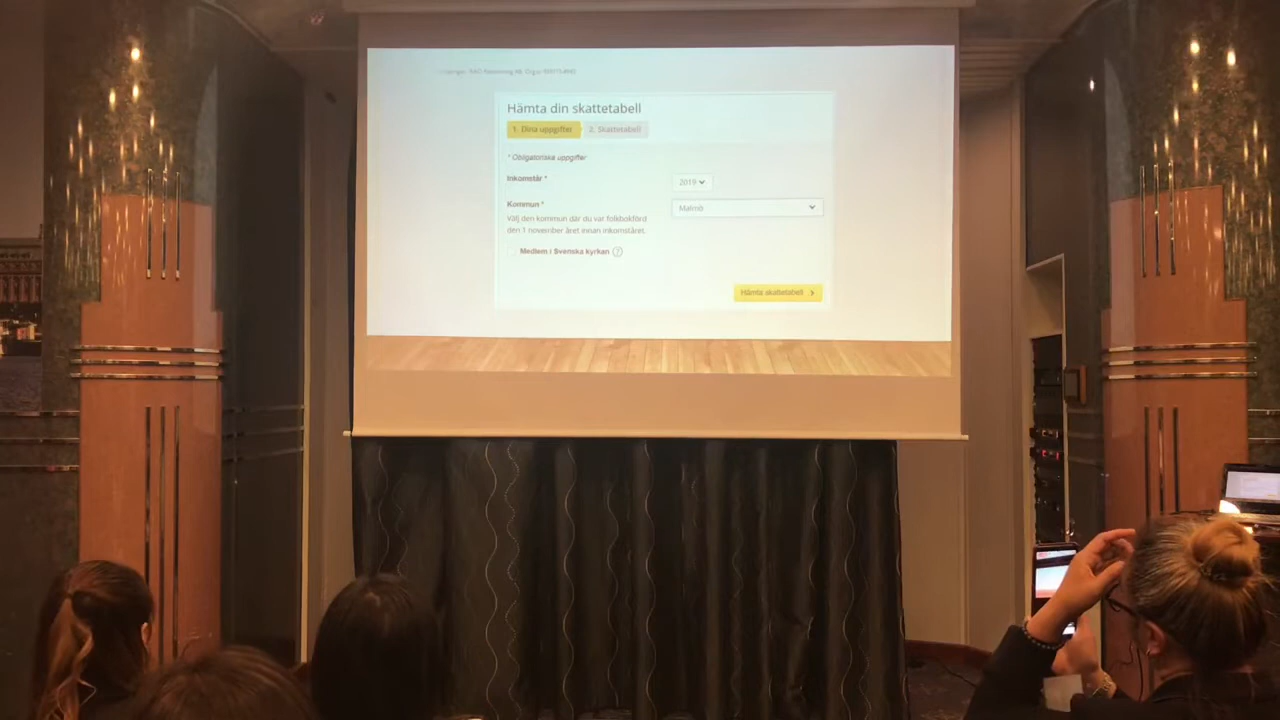 Hämta din skattetabell
1. Dina uppgifter
2. Skattetabell
* Obligatoriska uppgifter
Inkomstår *
2019
Kommun *
Malmö
Välj den kommun där du var folkbokförd
den 1 november året innan inkomståret.
Medlem i Svenska kyrkan ?
Hämta skattetabell